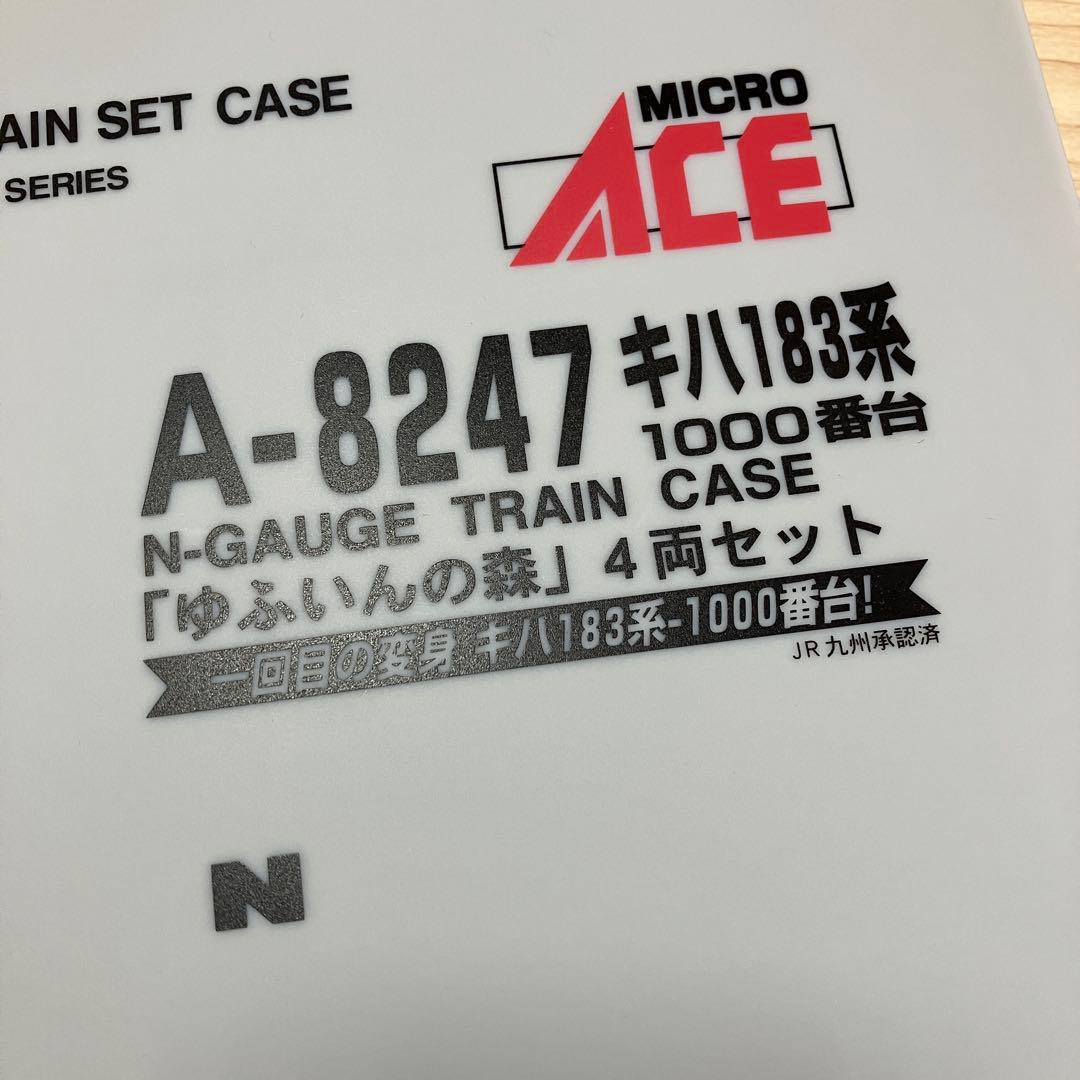 AIN SET CASE
SERIES
MICRO
ACE
A-8247 キハ183系
1000番台
N-GAUGE TRAIN CASE
「ゆふいんの森」4両セット
一回目の変身 キハ183系-1000番台!
JR九州承認済
N